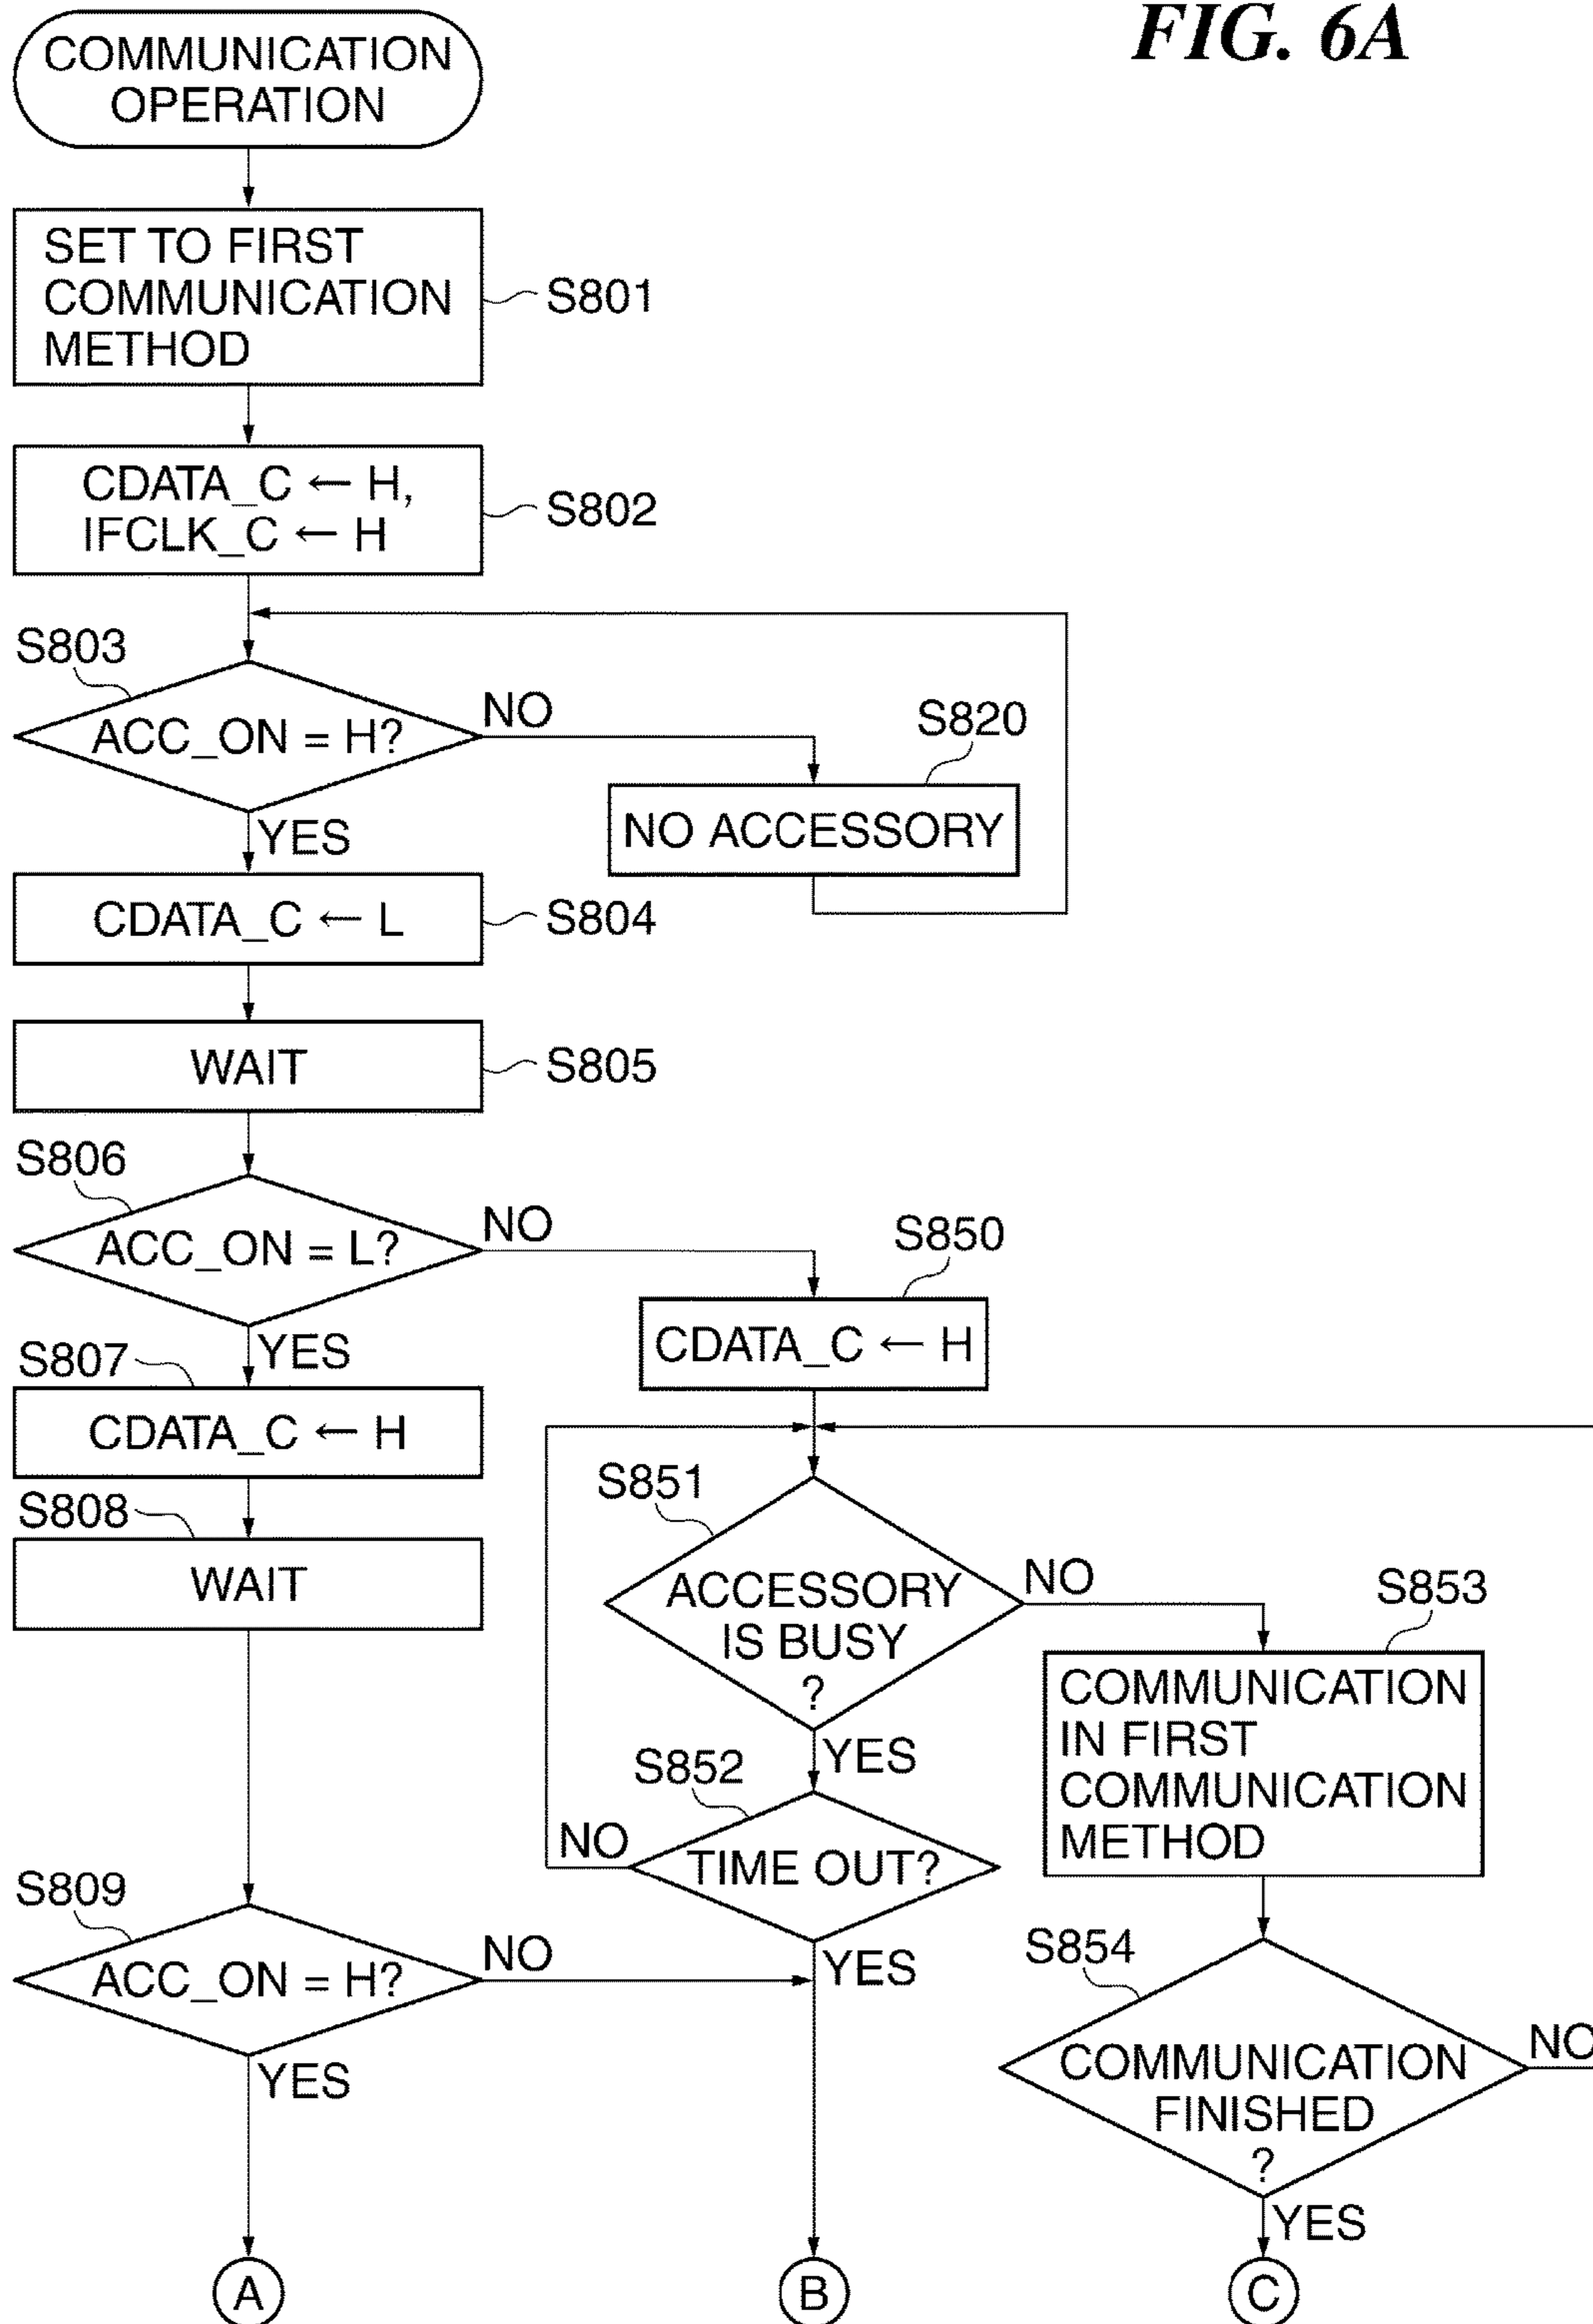 FIG. 6A
COMMUNICATION
OPERATION
SET TO FIRST
COMMUNICATION
METHOD
S801
CDATA_C ← H,
IFCLK_C ← H
S802
S803
ACC_ON = H?
NO
YES
S820
NO ACCESSORY
CDATA_C ← L
S804
WAIT
S805
S806
ACC_ON = L?
NO
YES
S850
CDATA_C ← H
S807
CDATA_C ← H
S808
WAIT
S851
ACCESSORY
IS BUSY
?
NO
YES
S853
COMMUNICATION
IN FIRST
COMMUNICATION
METHOD
S852
TIME OUT?
NO
YES
S809
ACC_ON = H?
NO
YES
S854
COMMUNICATION
FINISHED
?
NO
YES
A
B
C